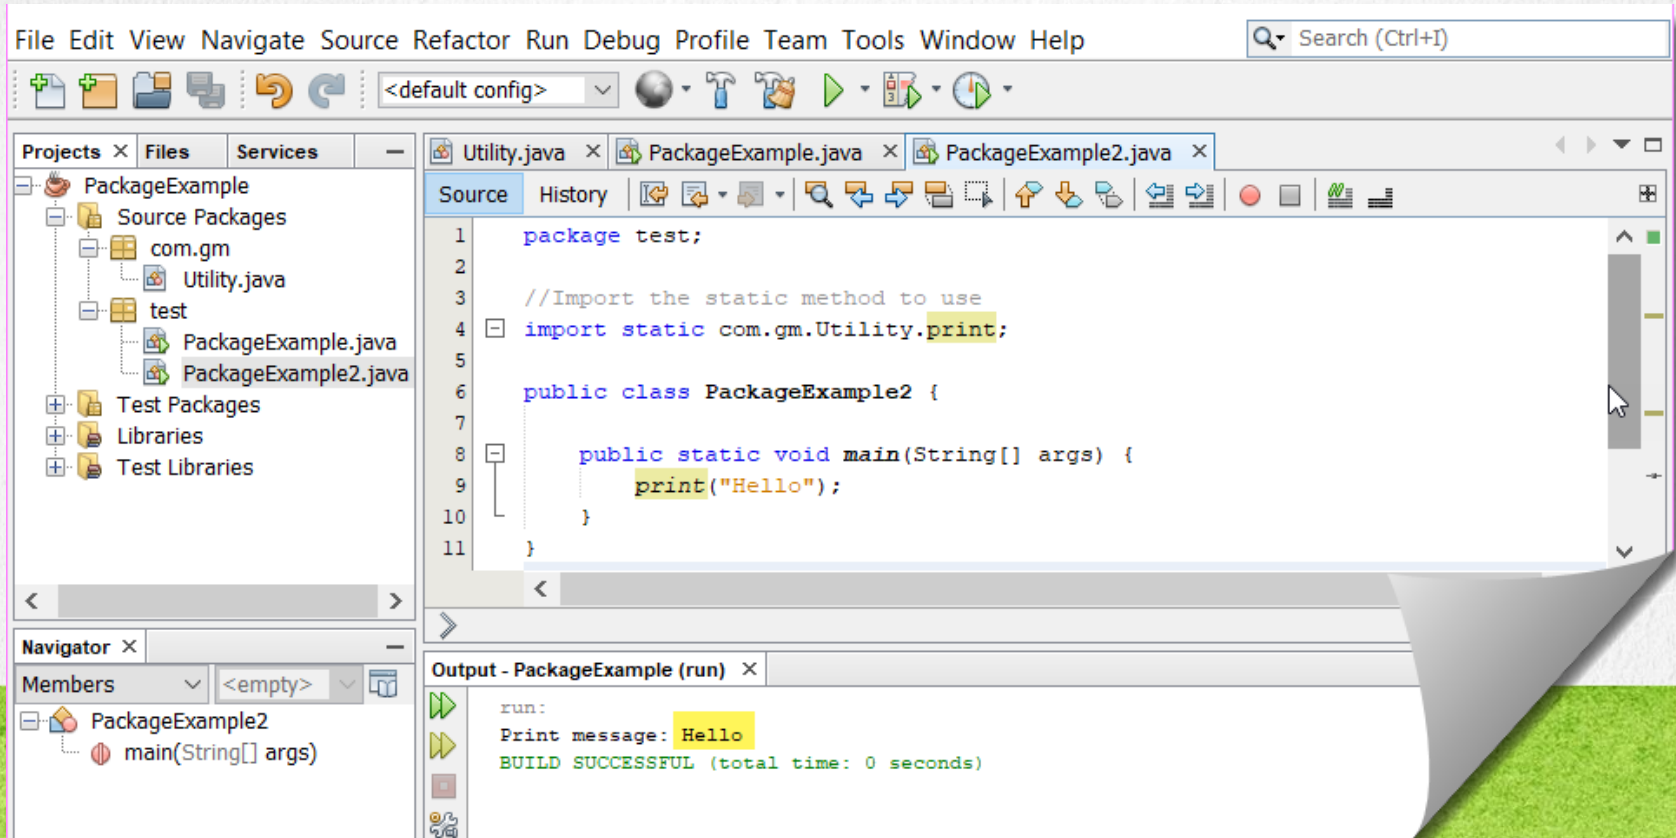 File Edit View Navigate Source Refactor Run Debug Profile Team Tools Window Help
Search (Ctrl+I)
<default config>
Projects Files Services
PackageExample
Source Packages
com.gm
Utility.java
test
PackageExample.java
PackageExample2.java
Test Packages
Libraries
Test Libraries
Navigator
Members <empty>
PackageExample2
main(String[] args)
Utility.java PackageExample.java PackageExample2.java
Source History
1 package test;
2
3 //Import the static method to use
4 import static com.gm.Utility.print;
5
6 public class PackageExample2 {
7
8 public static void main(String[] args) {
9 print("Hello");
10 }
11 }
Output - PackageExample (run)
run:
Print message: Hello
BUILD SUCCESSFUL (total time: 0 seconds)